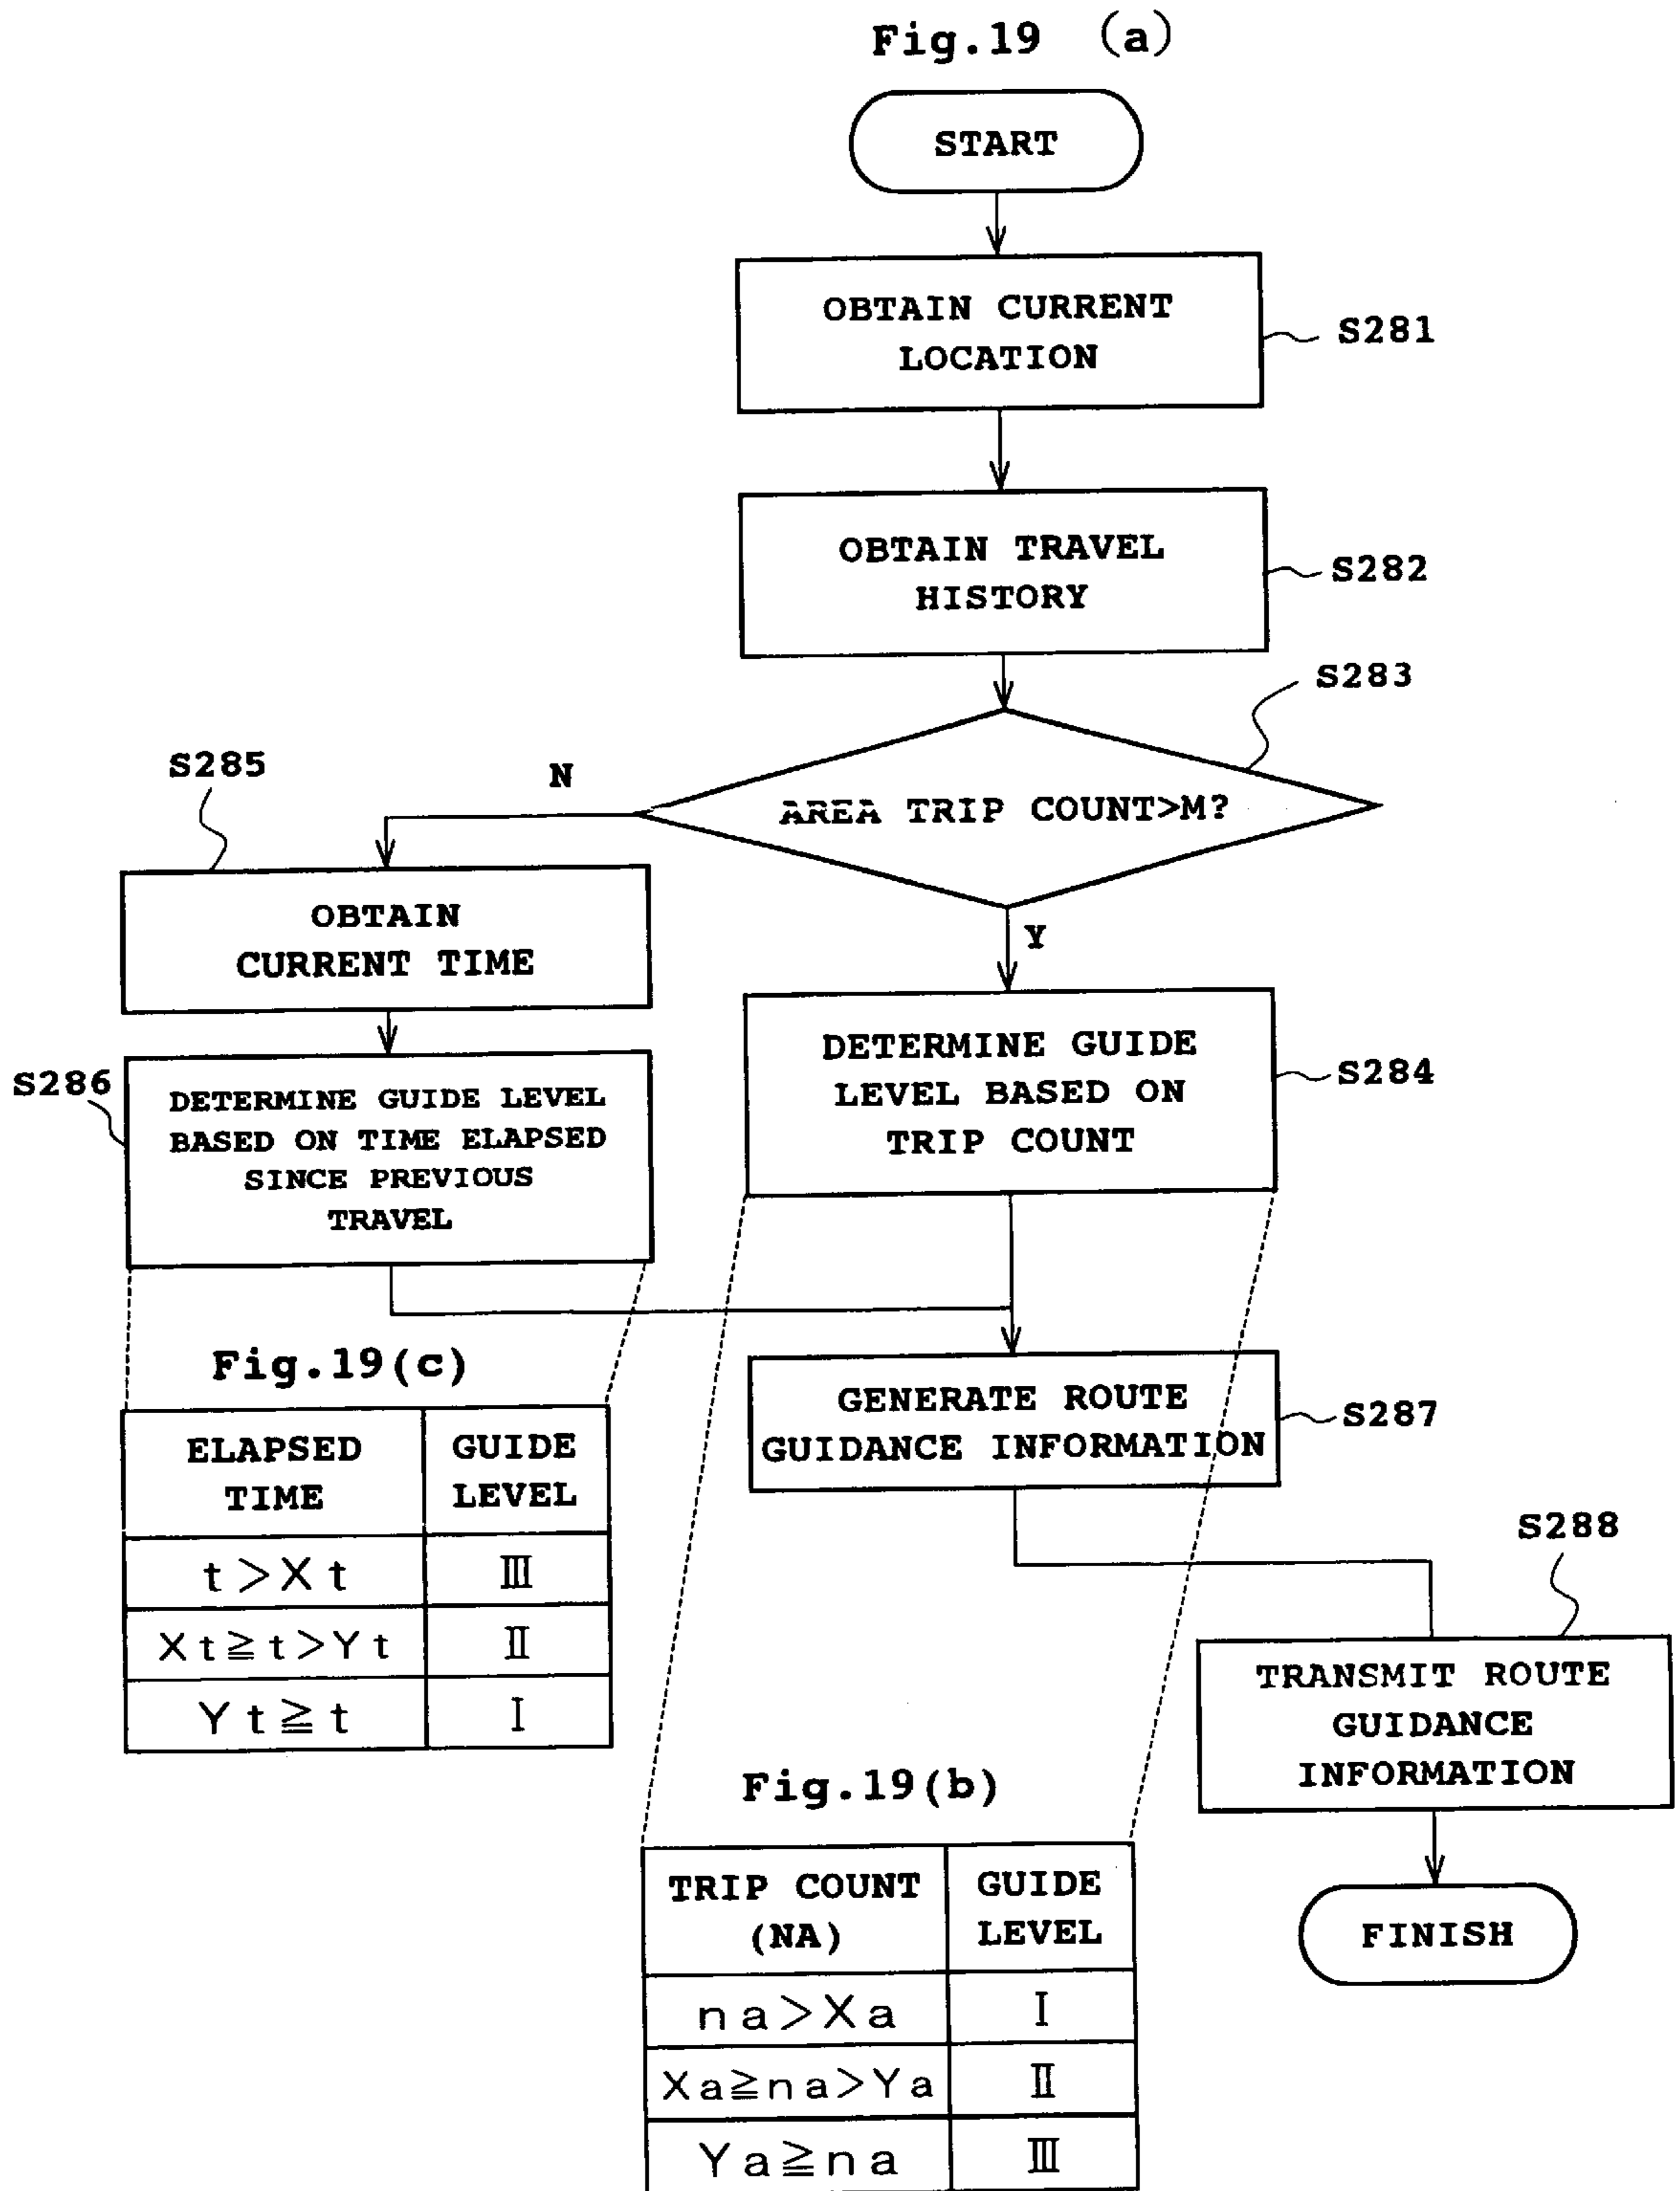 Fig.19 (a)
START
OBTAIN CURRENT
LOCATION
S281
OBTAIN TRAVEL
HISTORY
S282
S283
AREA TRIP COUNT>M?
N
Y
S285
OBTAIN
CURRENT TIME
S286
DETERMINE GUIDE LEVEL
BASED ON TIME ELAPSED
SINCE PREVIOUS
TRAVEL
DETERMINE GUIDE
LEVEL BASED ON
TRIP COUNT
S284
GENERATE ROUTE
GUIDANCE INFORMATION
S287
S288
TRANSMIT ROUTE
GUIDANCE
INFORMATION
FINISH
Fig.19(c)
ELAPSED
TIME
GUIDE
LEVEL
t>Xt
Ⅲ
Xt≧t>Yt
Ⅱ
Yt≧t
Ⅰ
Fig.19(b)
TRIP COUNT
(NA)
GUIDE
LEVEL
na>Xa
Ⅰ
Xa≧na>Ya
Ⅱ
Ya≧na
Ⅲ